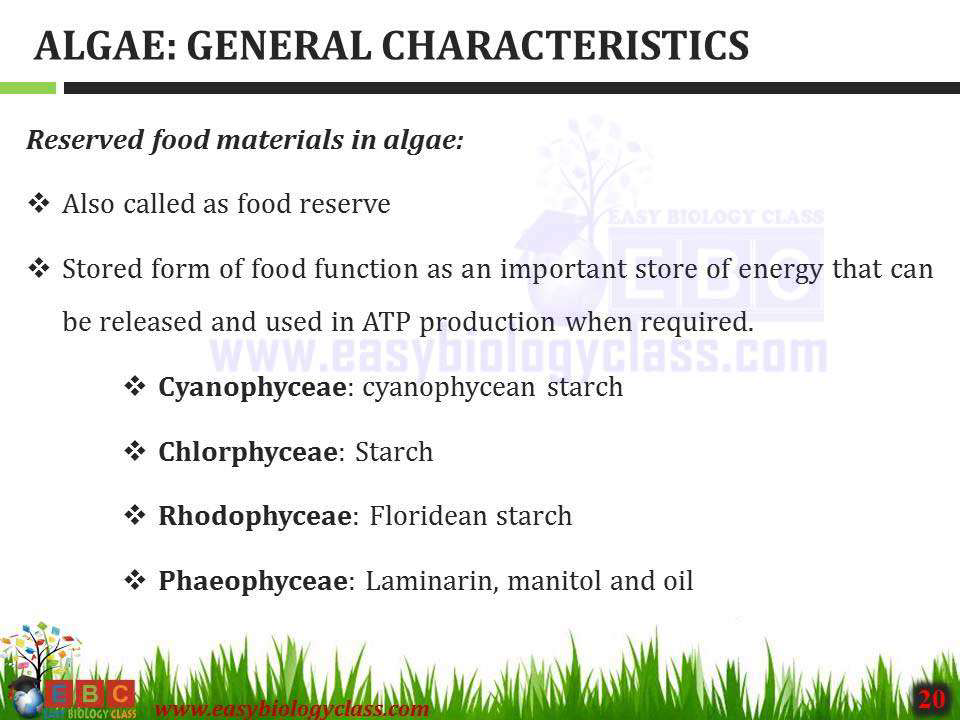 ALGAE: GENERAL CHARACTERISTICS
Reserved food materials in algae:
❖ Also called as food reserve
❖ Stored form of food function as an important store of energy that can
be released and used in ATP production when required.
❖ Cyanophyceae: cyanophycean starch
❖ Chlorphyceae: Starch
❖ Rhodophyceae: Floridean starch
❖ Phaeophyceae: Laminarin, manitol and oil
EASY BIOLOGY CLASS
EBC
www.easybiologyclass.com
EBC
EASY BIOLOGY CLASS
www.easybiologyclass.com
20